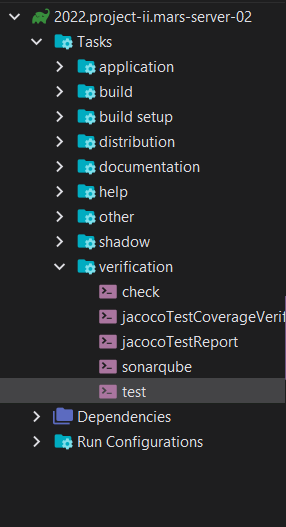 2022.project-ii.mars-server-02
Tasks
application
build
build setup
distribution
documentation
help
other
shadow
verification
check
jacocoTestCoverageVerif
jacocoTestReport
sonarqube
test
Dependencies
Run Configurations